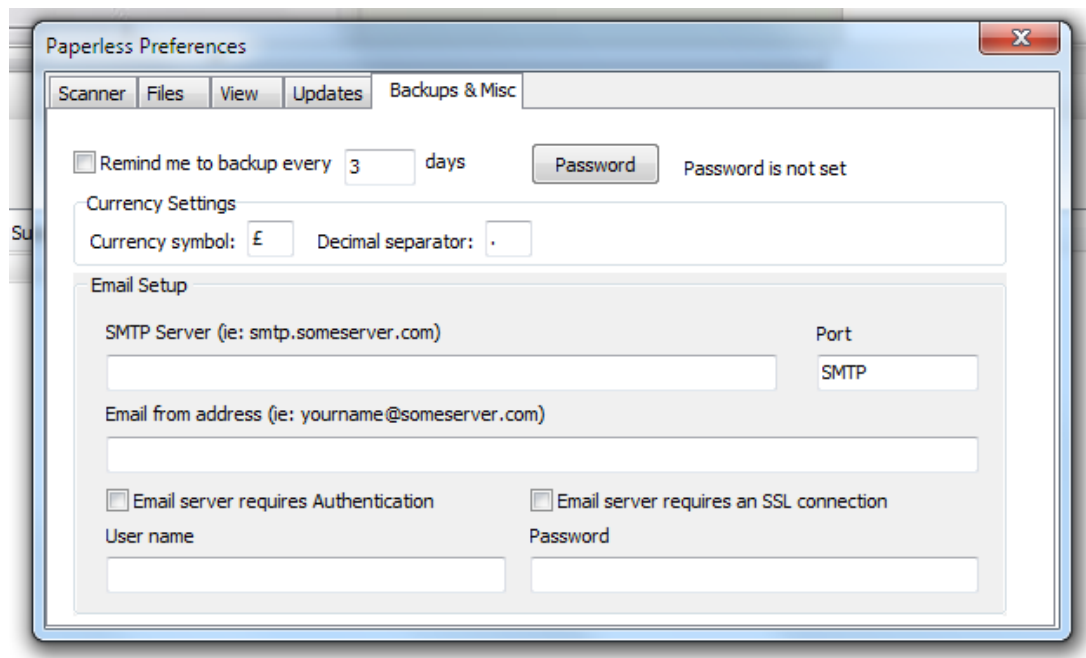 Paperless Preferences
Scanner Files View Updates Backups & Misc
Remind me to backup every 3 days Password Password is not set
Currency Settings
Su
Currency symbol: £ Decimal separator: .
Email Setup
SMTP Server (ie: smtp.someserver.com) Port
SMTP
Email from address (ie: yourname@someserver.com)
Email server requires Authentication Email server requires an SSL connection
User name Password